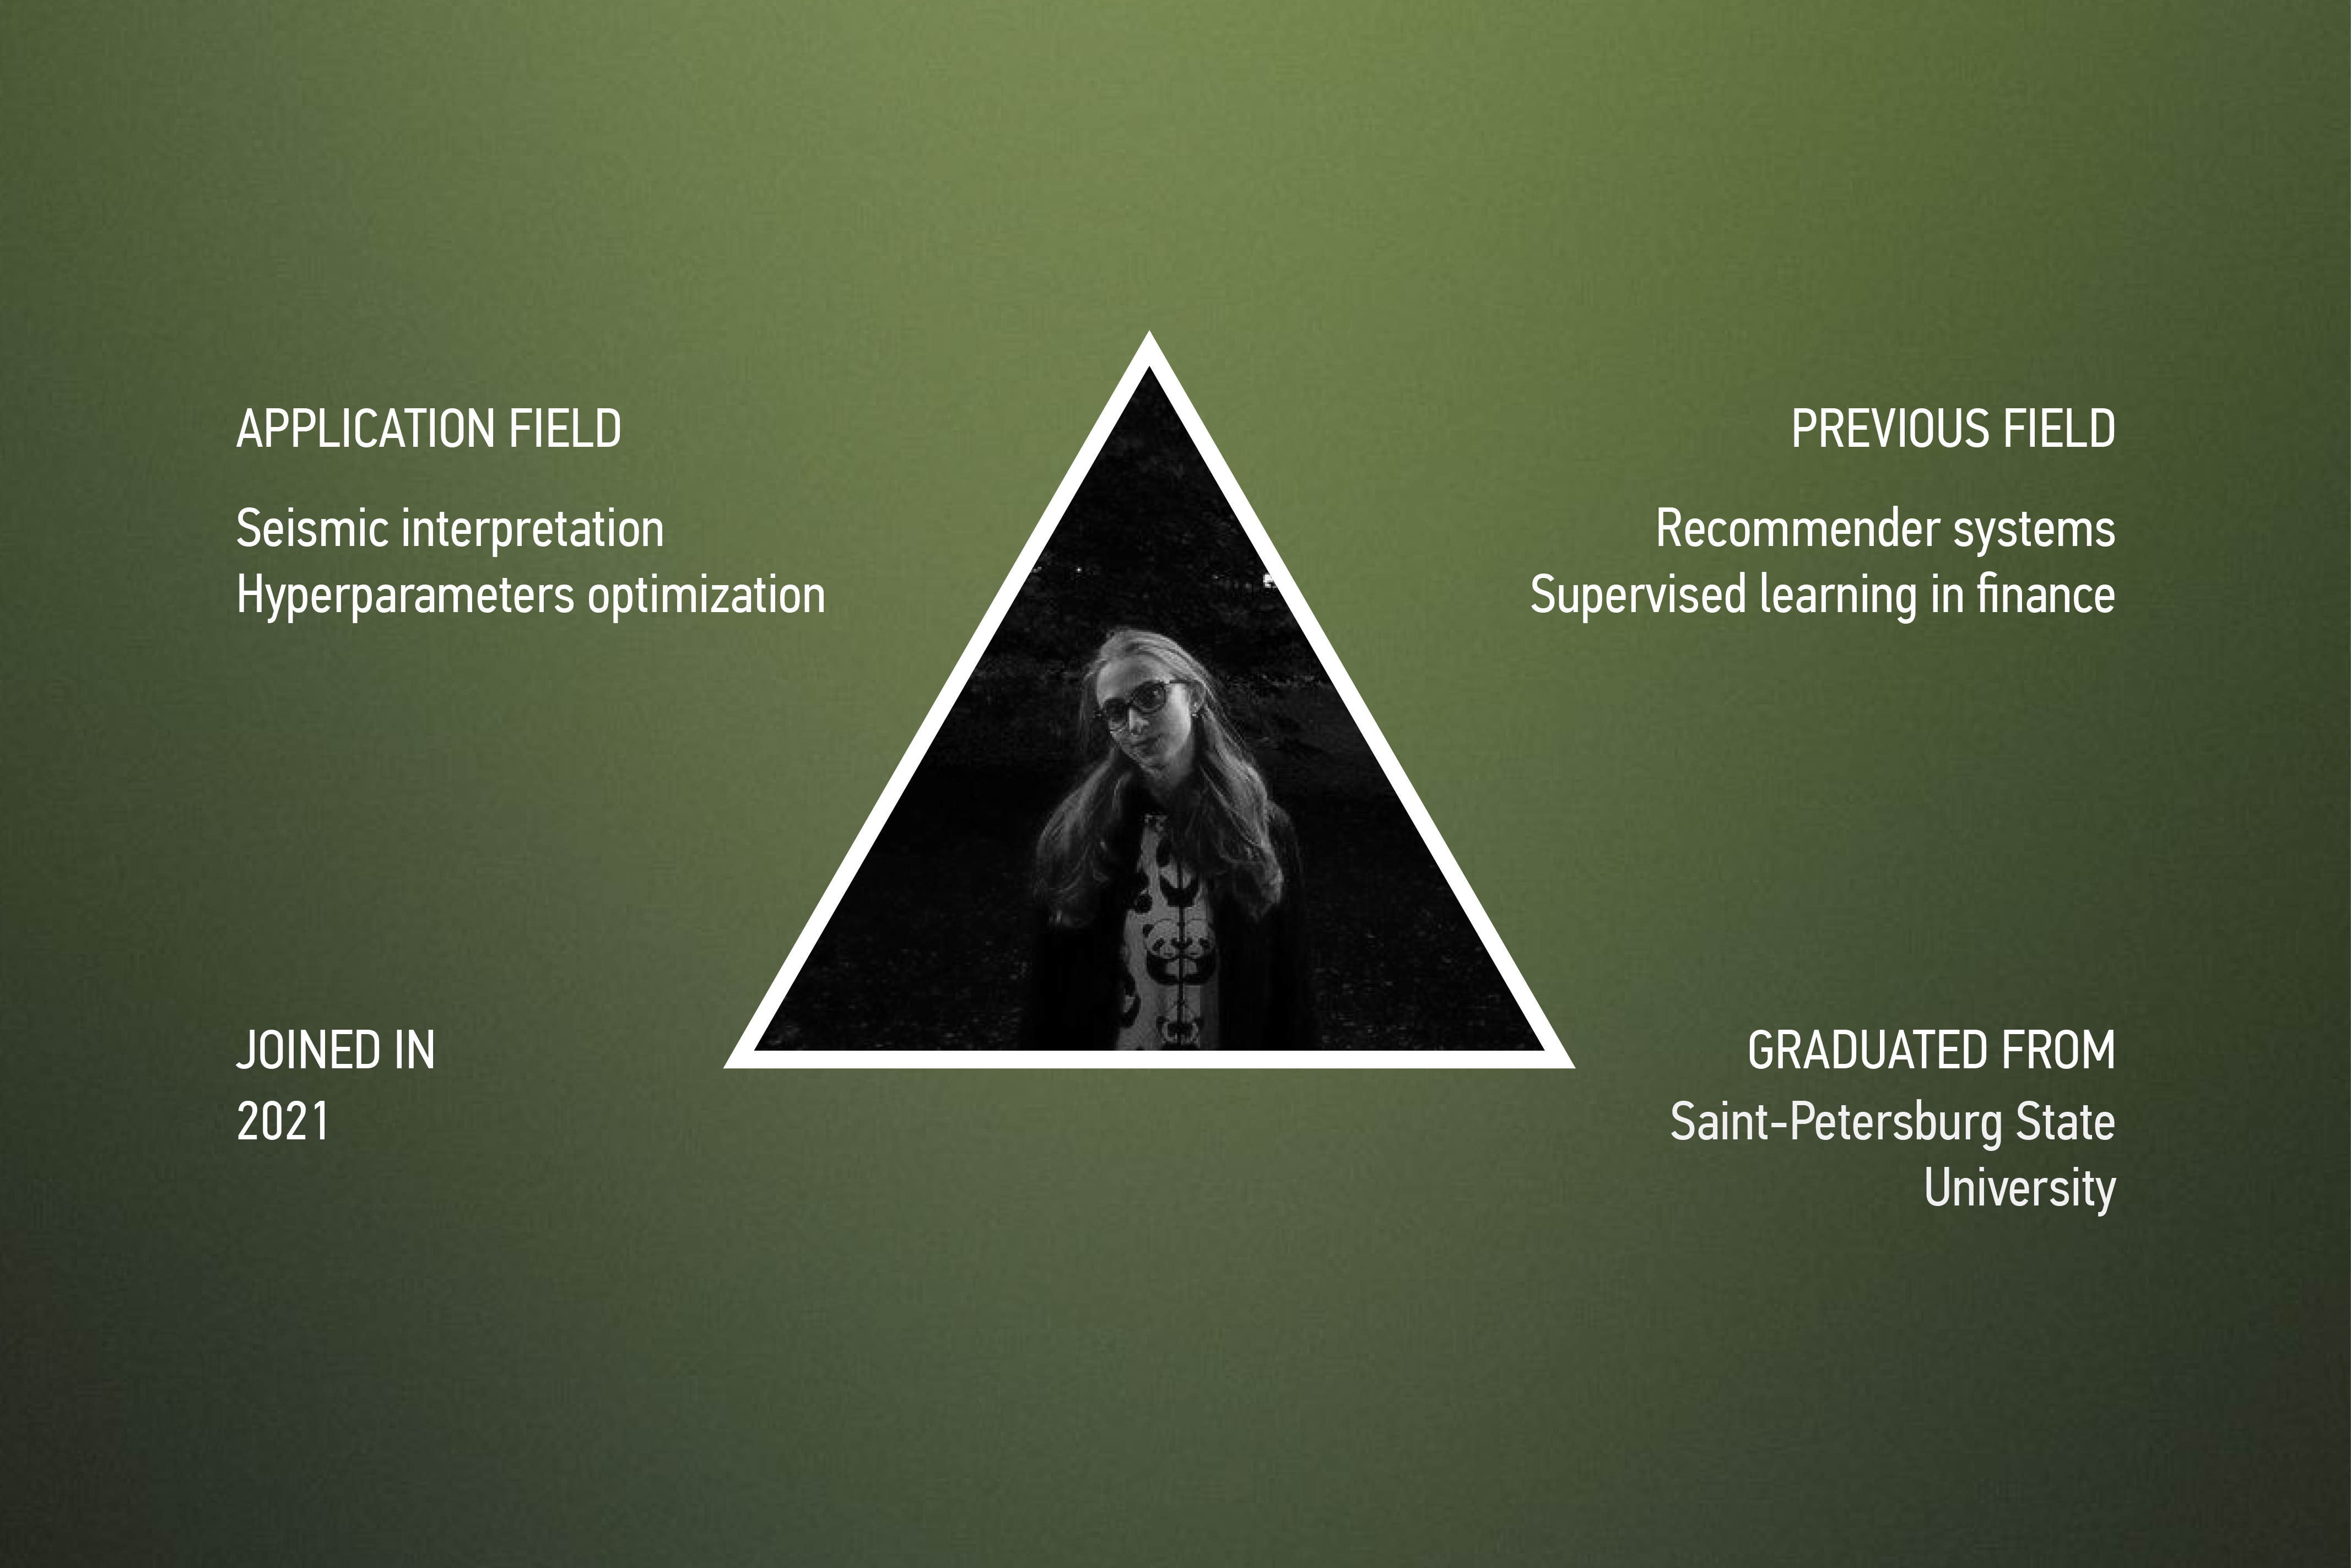 APPLICATION FIELD
Seismic interpretation
Hyperparameters optimization
PREVIOUS FIELD
Recommender systems
Supervised learning in finance
JOINED IN
2021
GRADUATED FROM
Saint-Petersburg State
University